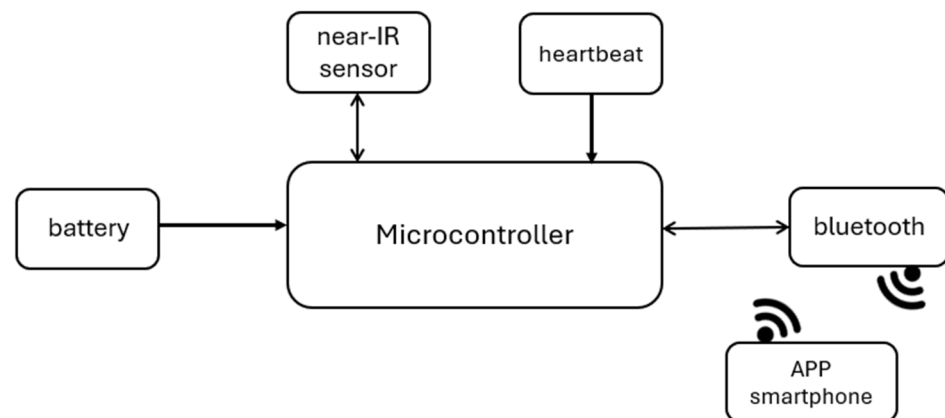 near-IR
sensor
heartbeat
battery
Microcontroller
bluetooth
APP
smartphone